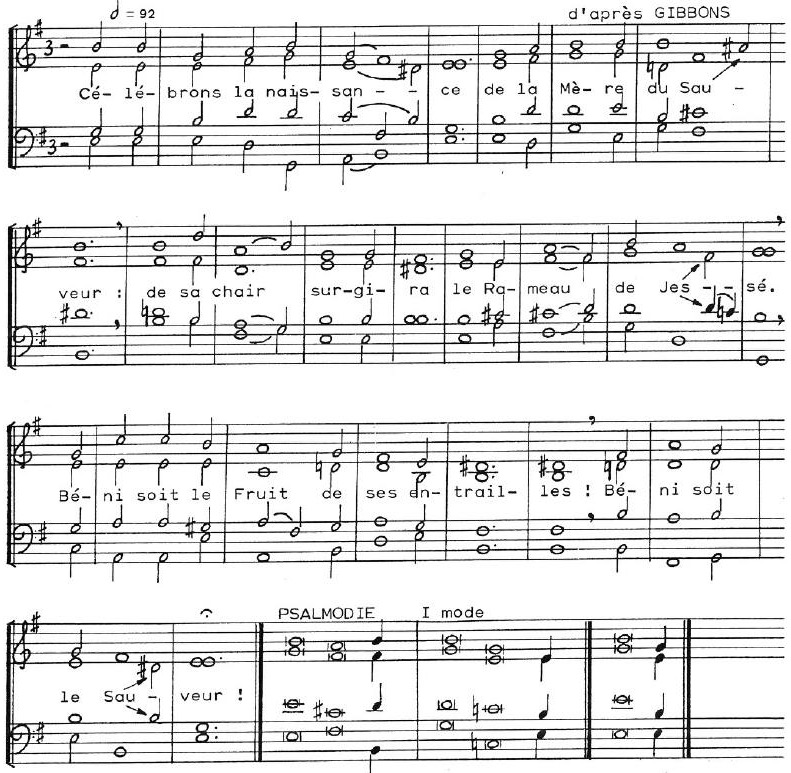 𝅗𝅥 = 92
d'après GIBBONS
3
Cé- lé- brons la nais- san - - ce de la Mè- re du Sau -
3
veur : de sa chair sur-gi- ra le Ra- meau de Jes - - sé.
Bé- ni soit le Fruit de ses en- trail- les ! Bé- ni soit
PSALMODIE I mode
le Sau - veur !